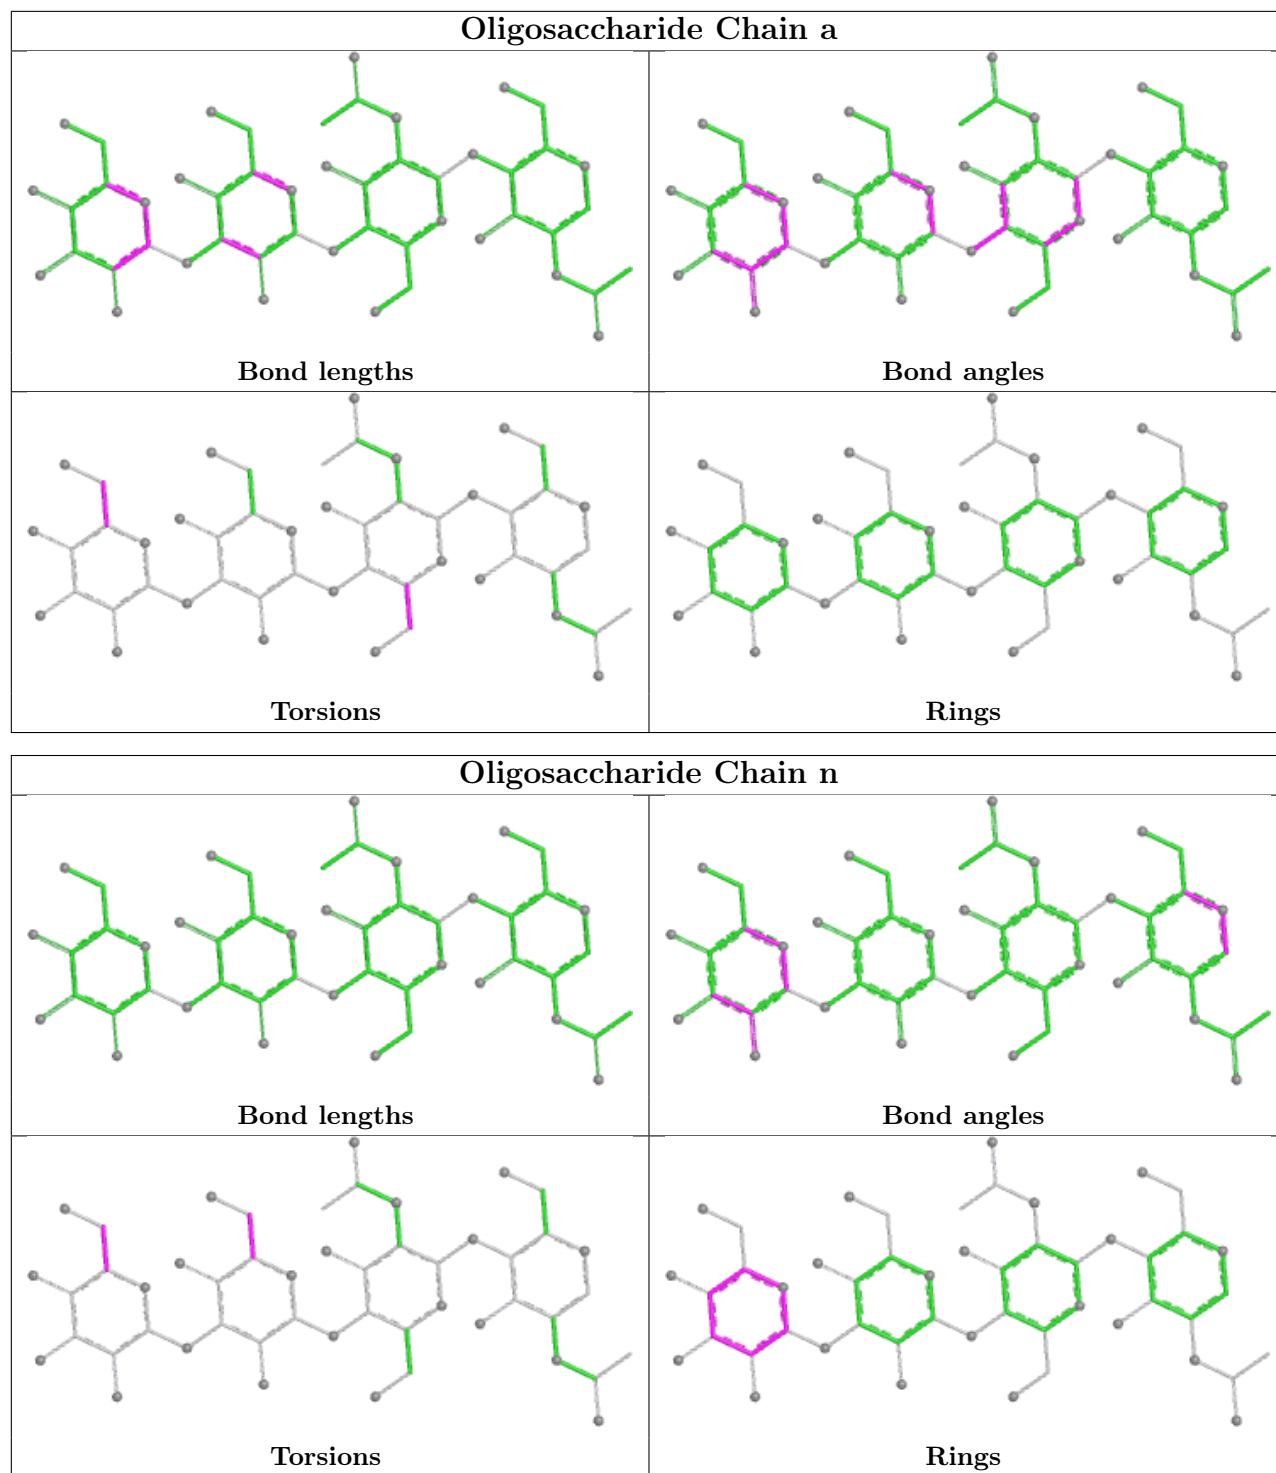 Oligosaccharide Chain a
Bond lengths
Bond angles
Torsions
Rings
Oligosaccharide Chain n
Bond lengths
Bond angles
Torsions
Rings